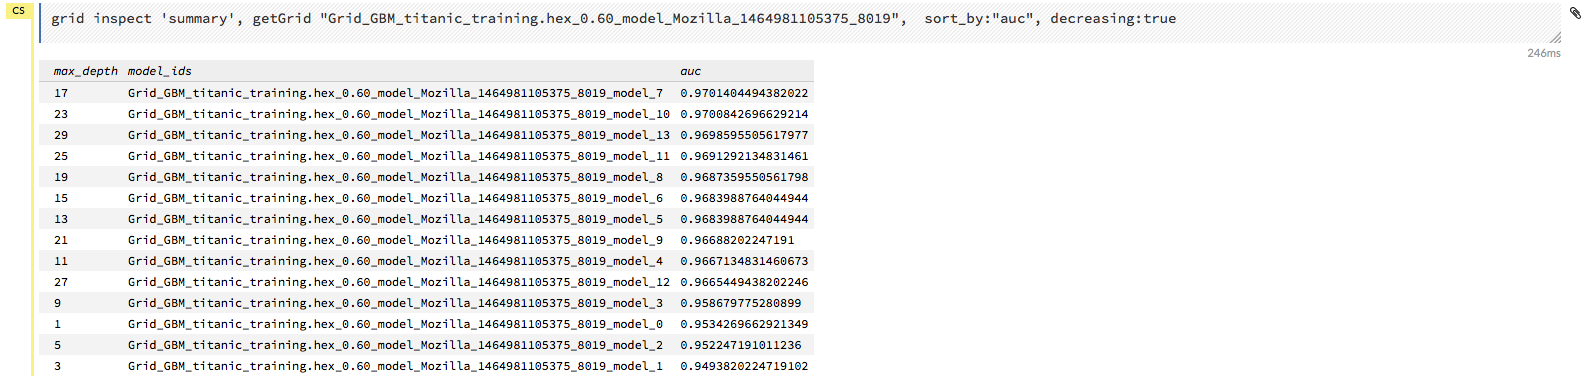 CS
grid inspect 'summary', getGrid "Grid_GBM_titanic_training.hex_0.60_model_Mozilla_1464981105375_8019",  sort_by:"auc", decreasing:true
246ms
max_depth model_ids auc
17 Grid_GBM_titanic_training.hex_0.60_model_Mozilla_1464981105375_8019_model_7 0.9701404494382022
23 Grid_GBM_titanic_training.hex_0.60_model_Mozilla_1464981105375_8019_model_10 0.9700842696629214
29 Grid_GBM_titanic_training.hex_0.60_model_Mozilla_1464981105375_8019_model_13 0.9698595505617977
25 Grid_GBM_titanic_training.hex_0.60_model_Mozilla_1464981105375_8019_model_11 0.9691292134831461
19 Grid_GBM_titanic_training.hex_0.60_model_Mozilla_1464981105375_8019_model_8 0.9687359550561798
15 Grid_GBM_titanic_training.hex_0.60_model_Mozilla_1464981105375_8019_model_6 0.9683988764044944
13 Grid_GBM_titanic_training.hex_0.60_model_Mozilla_1464981105375_8019_model_5 0.9683988764044944
21 Grid_GBM_titanic_training.hex_0.60_model_Mozilla_1464981105375_8019_model_9 0.96688202247191
11 Grid_GBM_titanic_training.hex_0.60_model_Mozilla_1464981105375_8019_model_4 0.9667134831460673
27 Grid_GBM_titanic_training.hex_0.60_model_Mozilla_1464981105375_8019_model_12 0.9665449438202246
9 Grid_GBM_titanic_training.hex_0.60_model_Mozilla_1464981105375_8019_model_3 0.958679775280899
1 Grid_GBM_titanic_training.hex_0.60_model_Mozilla_1464981105375_8019_model_0 0.9534269662921349
5 Grid_GBM_titanic_training.hex_0.60_model_Mozilla_1464981105375_8019_model_2 0.952247191011236
3 Grid_GBM_titanic_training.hex_0.60_model_Mozilla_1464981105375_8019_model_1 0.9493820224719102